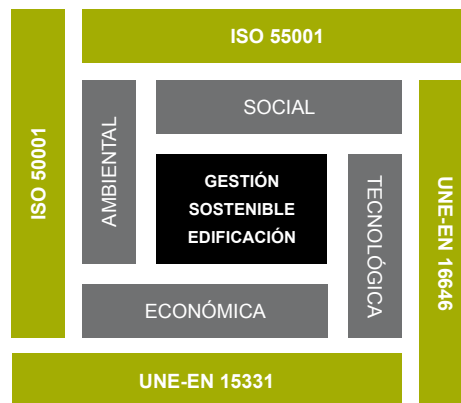 ISO 55001
ISO 50001
AMBIENTAL
SOCIAL
GESTIÓN
SOSTENIBLE
EDIFICACIÓN
TECNOLÓGICA
UNE-EN 16646
ECONÓMICA
UNE-EN 15331